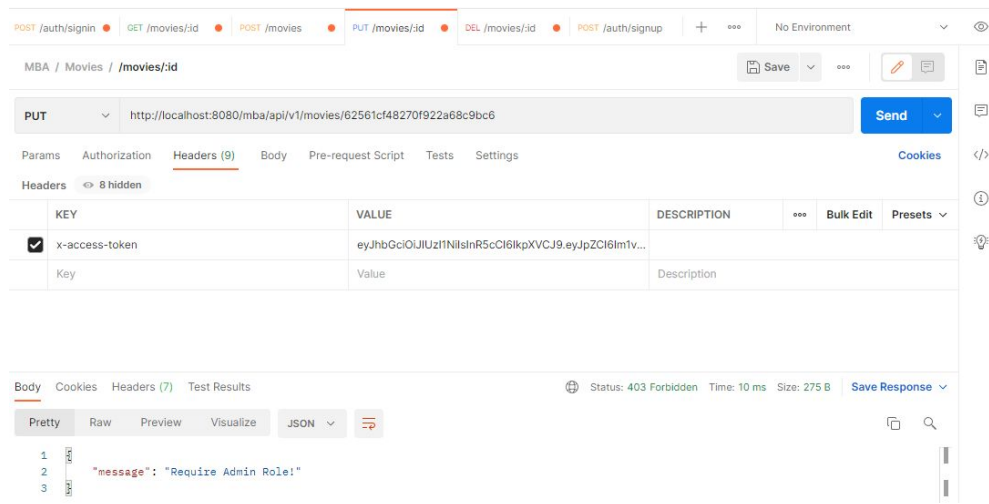 POST /auth/signin GET /movies/:id POST /movies PUT /movies/:id DEL /movies/:id POST /auth/signup + ooo No Environment
MBA / Movies / /movies/:id Save ooo
PUT http://localhost:8080/mba/api/v1/movies/62561cf48270f922a68c9bc6 Send
Params Authorization Headers (9) Body Pre-request Script Tests Settings Cookies
Headers 8 hidden
KEY VALUE DESCRIPTION ooo Bulk Edit Presets
x-access-token eyJhbGciOiJIUzI1NiIsInR5cCI6IkpXVCJ9.eyJpZCI6Im1v...
Key Value Description
Body Cookies Headers (7) Test Results Status: 403 Forbidden Time: 10 ms Size: 275 B Save Response
Pretty Raw Preview Visualize JSON
1 {
2 "message": "Require Admin Role!"
3 }